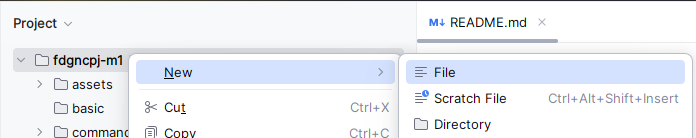 Project
README.md
fdgncpj-m1
New
File
assets
Cut Ctrl+X
Scratch File Ctrl+Alt+Shift+Insert
basic
Directory
command
Copy Ctrl+C